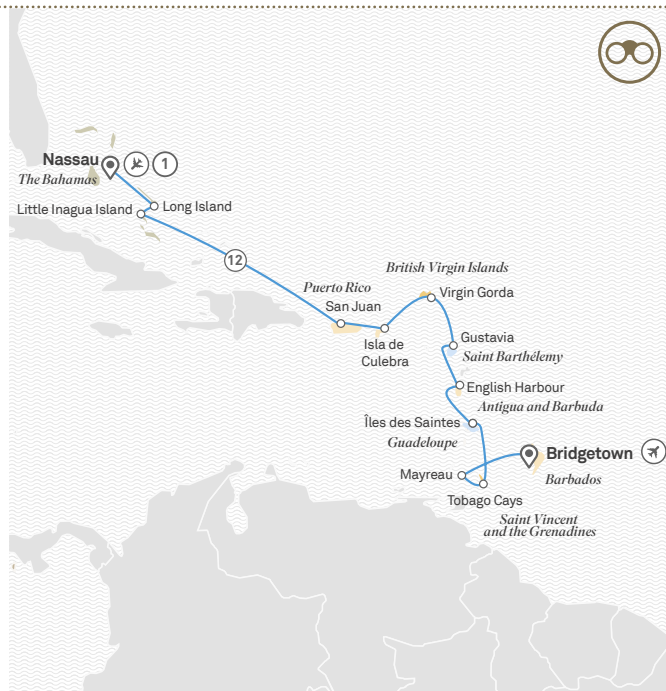 Nassau
1
The Bahamas
Little Inagua Island
Long Island
12
British Virgin Islands
Puerto Rico
San Juan
Virgin Gorda
Isla de
Culebra
Gustavia
Saint Barthélemy
English Harbour
Antigua and Barbuda
Îles des Saintes
Guadeloupe
Bridgetown
Barbados
Mayreau
Tobago Cays
Saint Vincent
and the Grenadines